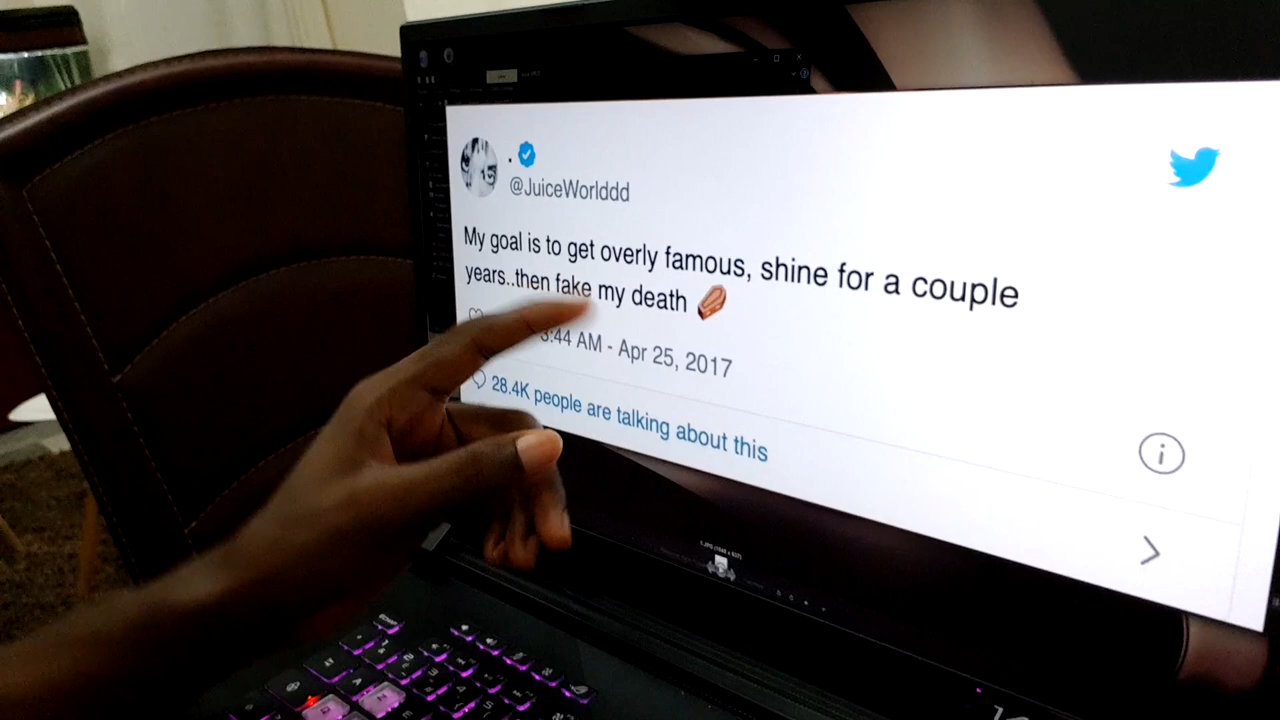 .
@JuiceWorlddd
My goal is to get overly famous, shine for a couple
years..then fake my death
3:44 AM - Apr 25, 2017
28.4K people are talking about this